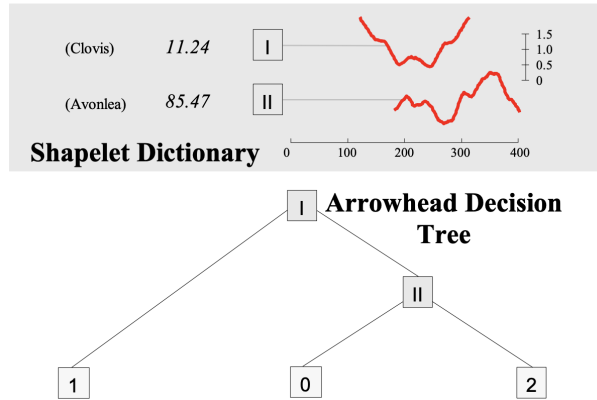 (Clovis) 11.24 I
1.5
1.0
0.5
0
(Avonlea) 85.47 II
Shapelet Dictionary
0 100 200 300 400
I
Arrowhead Decision
Tree
II
1 0 2